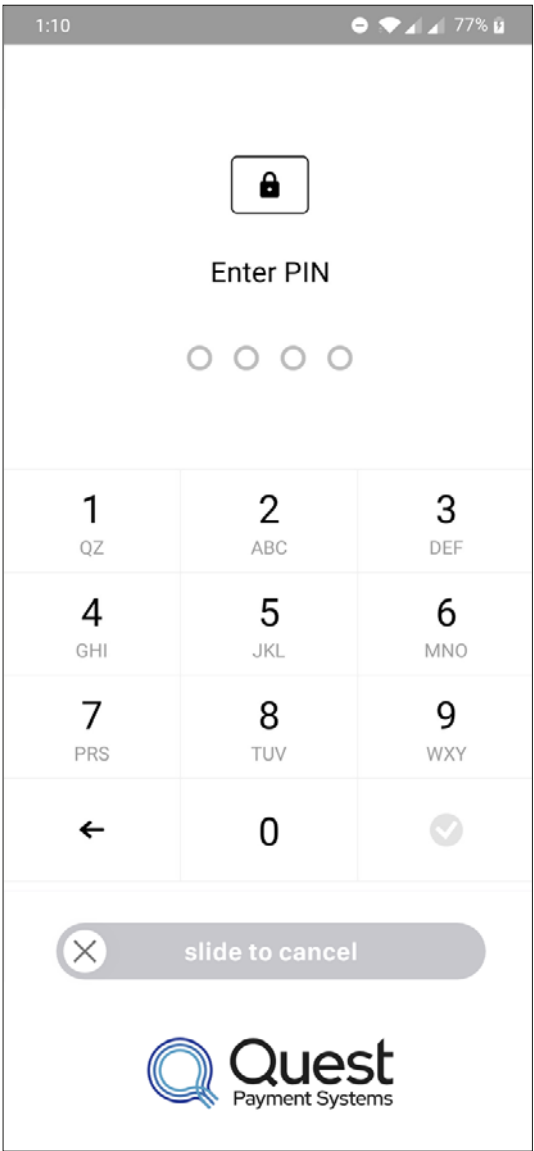 1:10 77%
Enter PIN
1 2 3
QZ ABC DEF
4 5 6
GHI JKL MNO
7 8 9
PRS TUV WXY
0
slide to cancel
Quest
Payment Systems